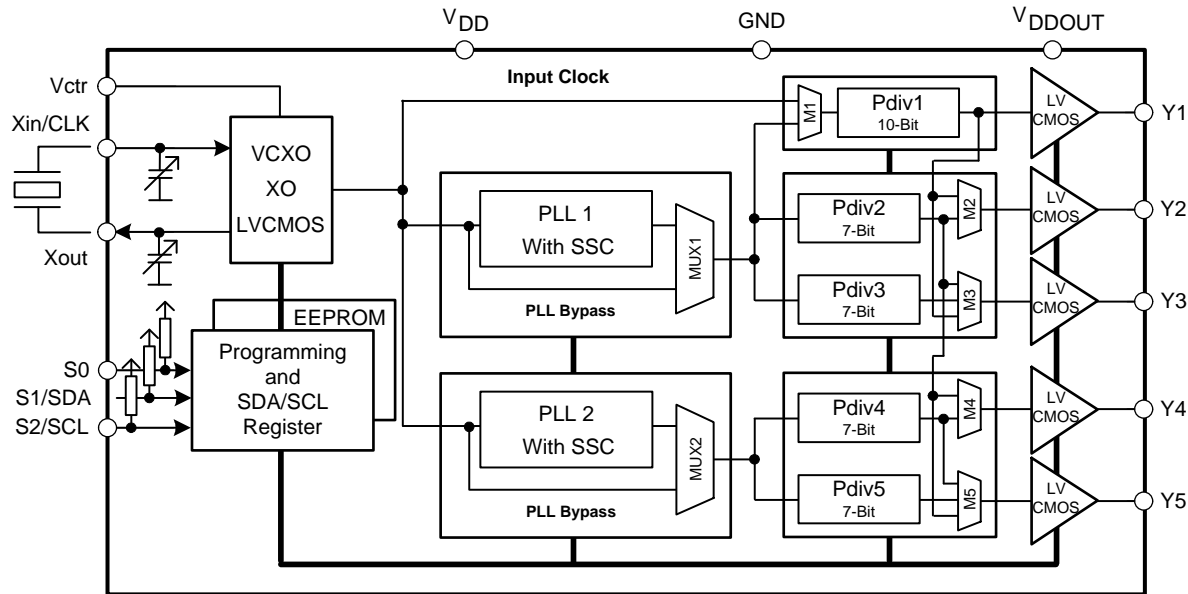 VDD
GND
VDDOUT
Vctr
Input Clock
Xin/CLK
VCXO
XO
LVCMOS
Xout
M1
Pdiv1
10-Bit
LV
CMOS
Y1
PLL 1
With SSC
MUX1
PLL Bypass
Pdiv2
7-Bit
M2
LV
CMOS
Y2
Pdiv3
7-Bit
M3
LV
CMOS
Y3
EEPROM
Programming
and
SDA/SCL
Register
S0
S1/SDA
S2/SCL
PLL 2
With SSC
MUX2
PLL Bypass
Pdiv4
7-Bit
M4
LV
CMOS
Y4
Pdiv5
7-Bit
M5
LV
CMOS
Y5